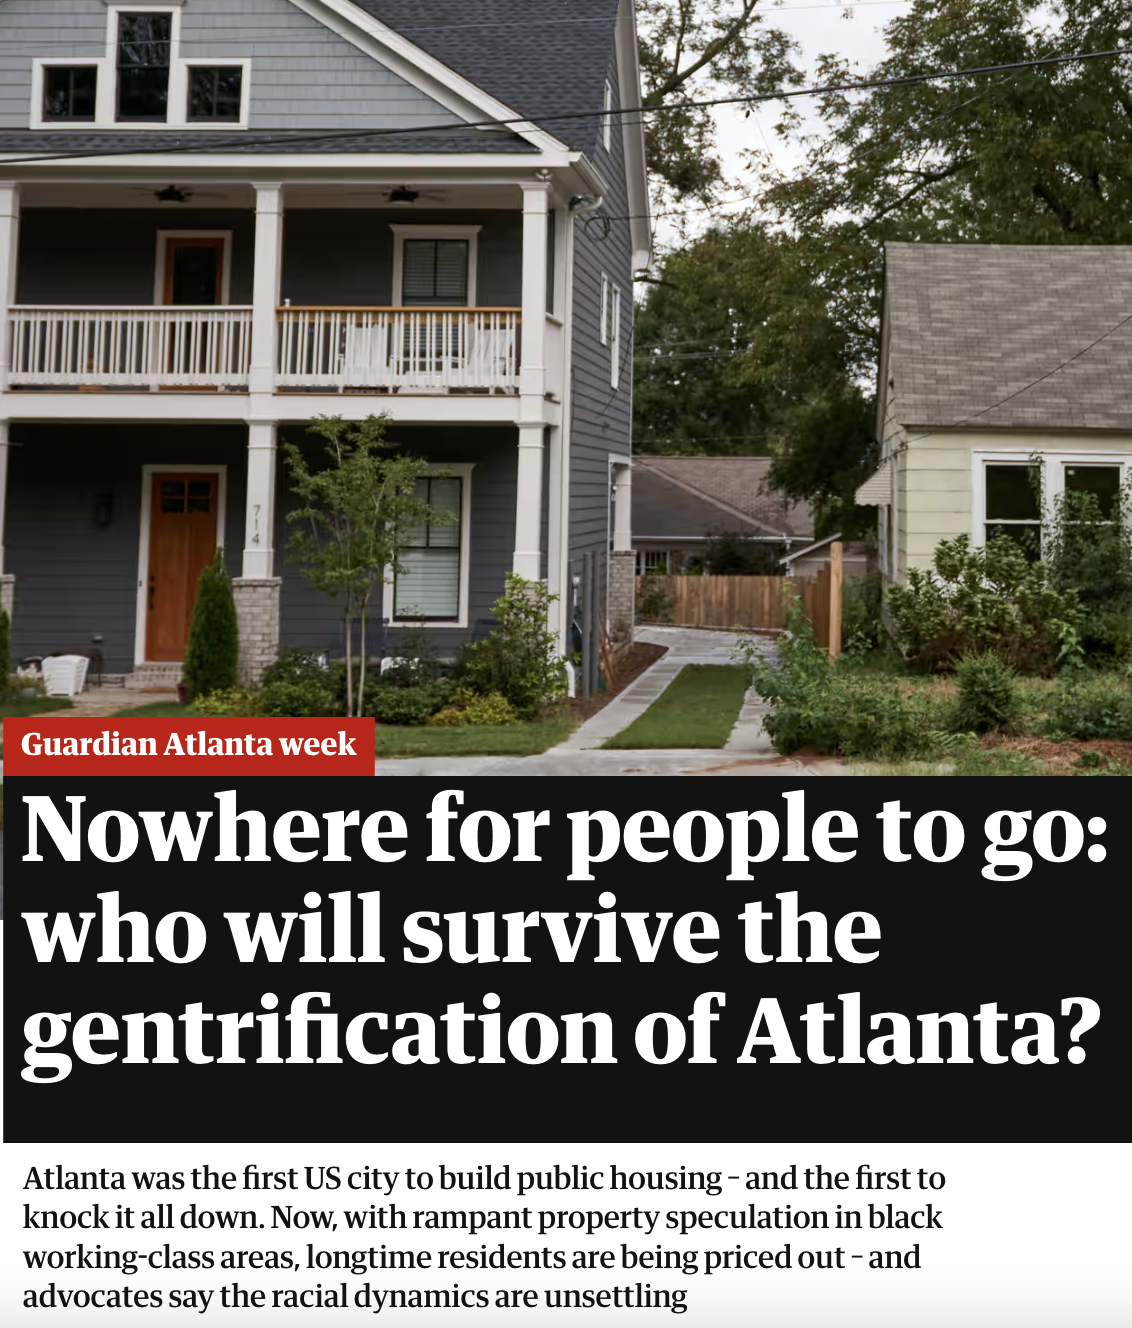 714
Guardian Atlanta week
Nowhere for people to go:
who will survive the
gentrification of Atlanta?
Atlanta was the first US city to build public housing – and the first to
knock it all down. Now, with rampant property speculation in black
working-class areas, longtime residents are being priced out – and
advocates say the racial dynamics are unsettling